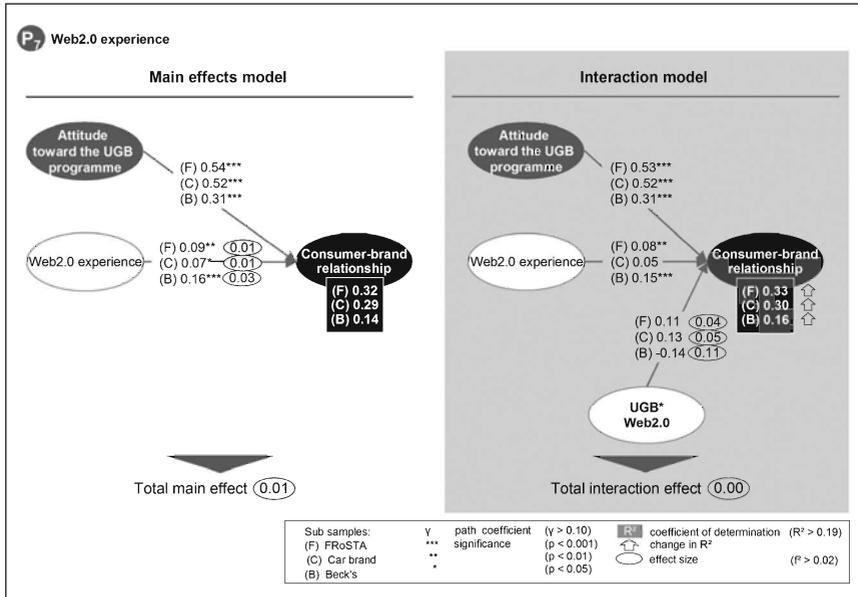 P7 Web2.0 experience
Main effects model
Attitude
toward the UGB
programme
(F) 0.54***
(C) 0.52***
(B) 0.31***
Web2.0 experience
(F) 0.09** 0.01
(C) 0.07* 0.01
(B) 0.16*** 0.03
Consumer-brand
relationship
(F) 0.32
(C) 0.29
(B) 0.14
Total main effect 0.01
Interaction model
Attitude
toward the UGB
programme
(F) 0.53***
(C) 0.52***
(B) 0.31***
Web2.0 experience
(F) 0.08**
(C) 0.05
(B) 0.15***
Consumer-brand
relationship
(F) 0.33
(C) 0.30
(B) 0.16
(F) 0.11 0.04
(C) 0.13 0.05
(B) -0.14 0.11
UGB*
Web2.0
Total interaction effect 0.00
Sub samples:
(F) FRoSTA
(C) Car brand
(B) Beck's
γ path coefficient (γ > 0.10)
*** significance (p < 0.001)
** (p < 0.01)
* (p < 0.05)
R² coefficient of determination (R² > 0.19)
change in R²
effect size (f² > 0.02)